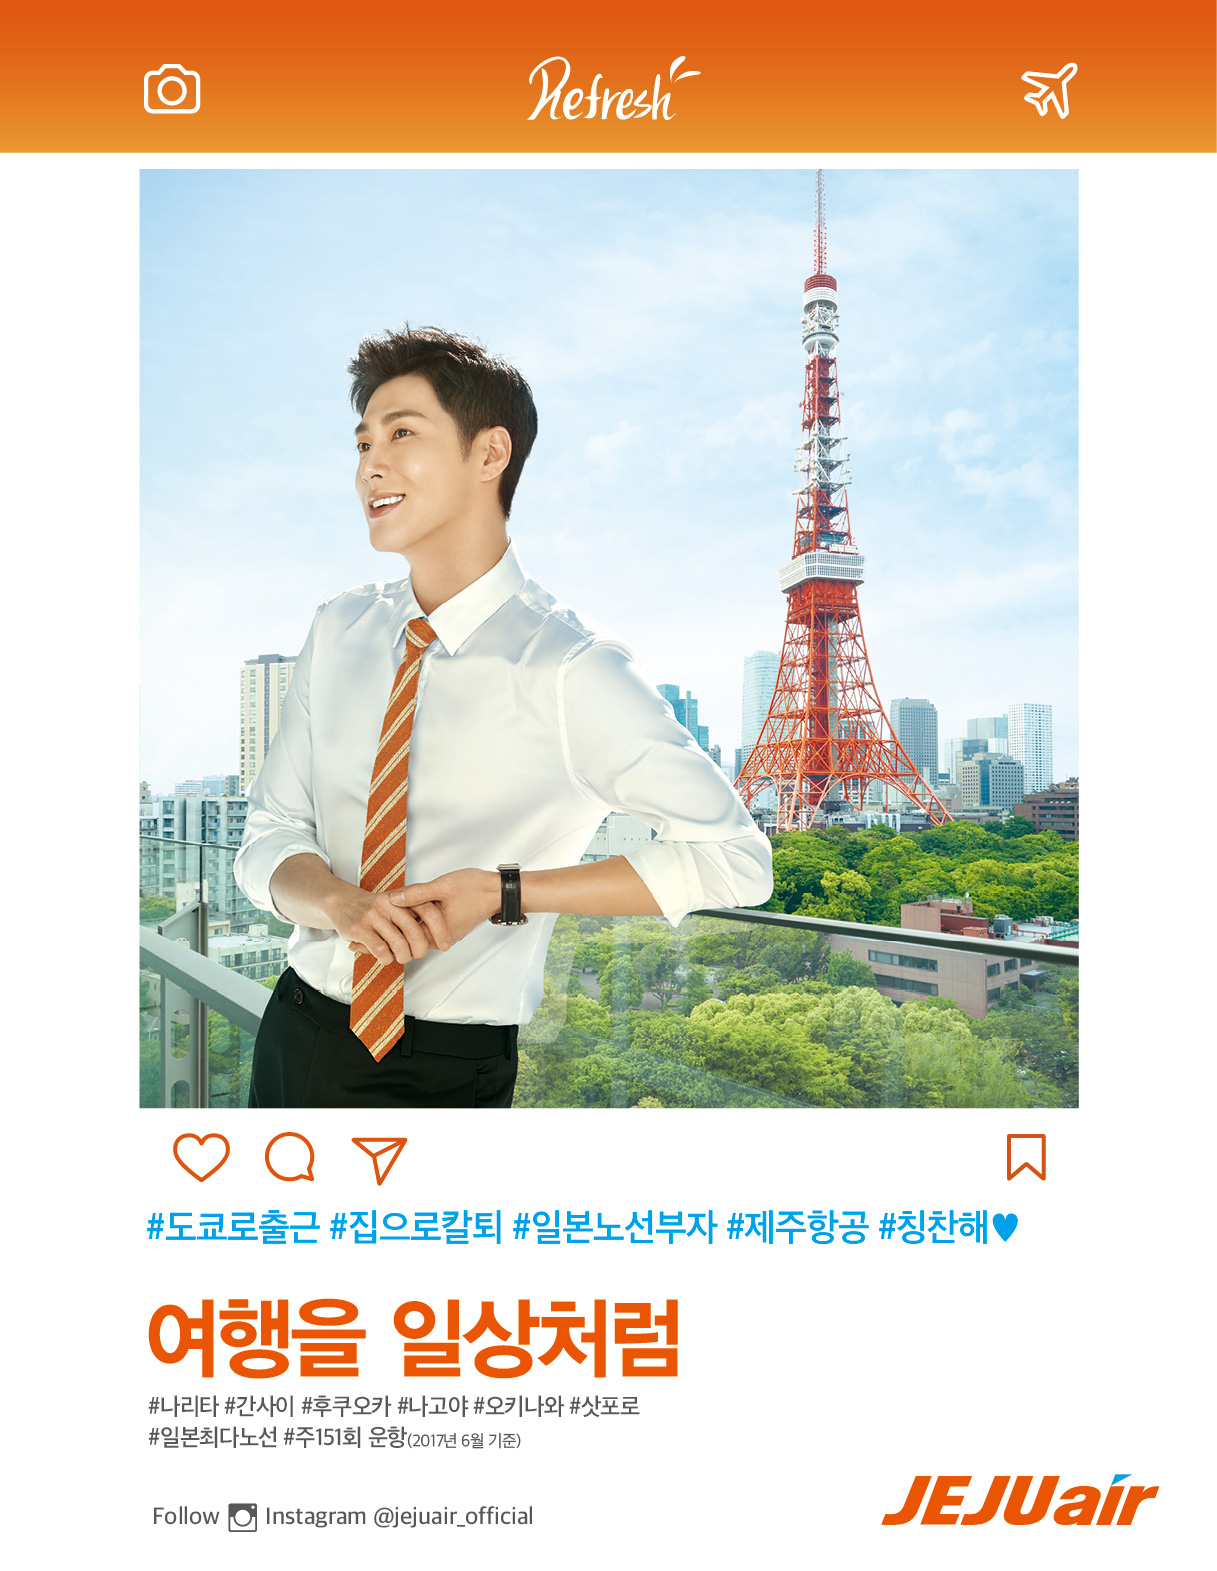 Refresh
#도쿄로출근 #집으로칼퇴 #일본노선부자 #제주항공 #칭찬해♥
여행을 일상처럼
#나리타 #간사이 #후쿠오카 #나고야 #오키나와 #삿포로
#일본최다노선 #주151회 운항(2017년 6월 기준)
Follow Instagram @jejuair_official
JEJUair